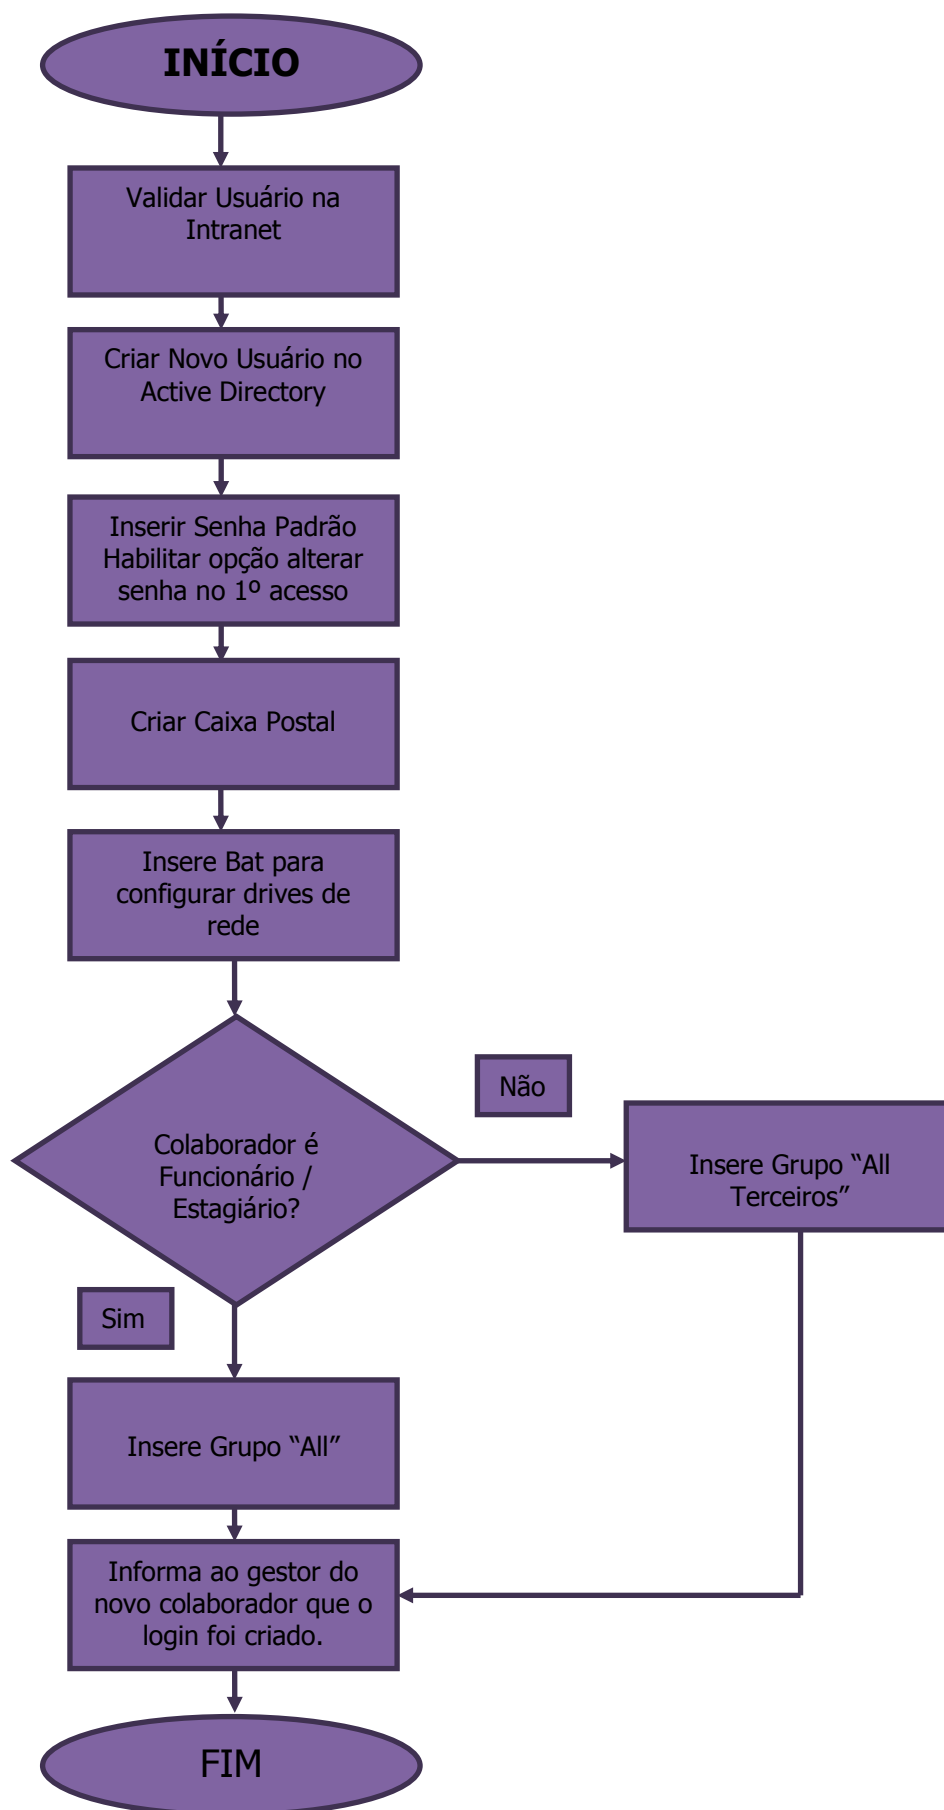 INÍCIO
Validar Usuário na
Intranet
Criar Novo Usuário no
Active Directory
Inserir Senha Padrão
Habilitar opção alterar
senha no 1º acesso
Criar Caixa Postal
Insere Bat para
configurar drives de
rede
Colaborador é
Funcionário /
Estagiário?
Não
Insere Grupo “All
Terceiros”
Sim
Insere Grupo “All”
Informa ao gestor do
novo colaborador que o
login foi criado.
FIM